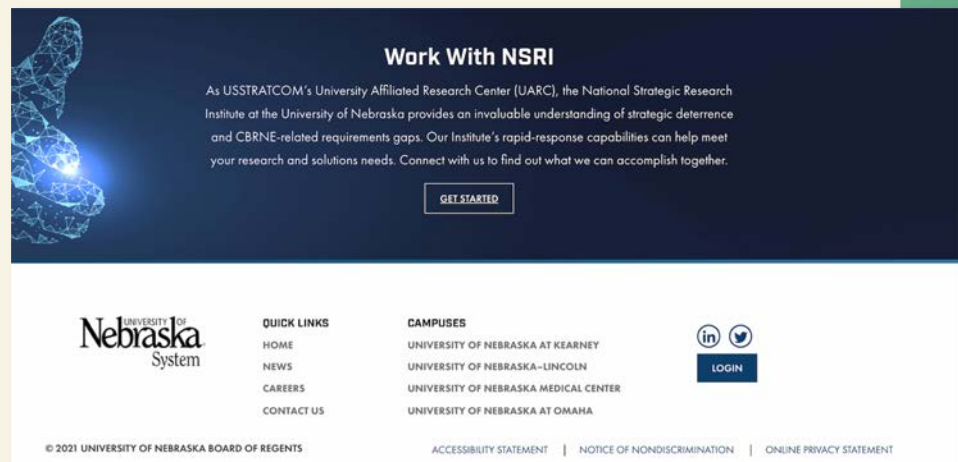 Work With NSRI
As USSTRATCOM's University Affiliated Research Center (UARC), the National Strategic Research
Institute at the University of Nebraska provides an invaluable understanding of strategic deterrence
and CBRNE-related requirements gaps. Our Institute's rapid-response capabilities can help meet
your research and solutions needs. Connect with us to find out what we can accomplish together.
GET STARTED
UNIVERSITY OF
Nebraska
System
QUICK LINKS
HOME
NEWS
CAREERS
CONTACT US
CAMPUSES
UNIVERSITY OF NEBRASKA AT KEARNEY
UNIVERSITY OF NEBRASKA–LINCOLN
UNIVERSITY OF NEBRASKA MEDICAL CENTER
UNIVERSITY OF NEBRASKA AT OMAHA
in
LOGIN
© 2021 UNIVERSITY OF NEBRASKA BOARD OF REGENTS
ACCESSIBILITY STATEMENT | NOTICE OF NONDISCRIMINATION | ONLINE PRIVACY STATEMENT